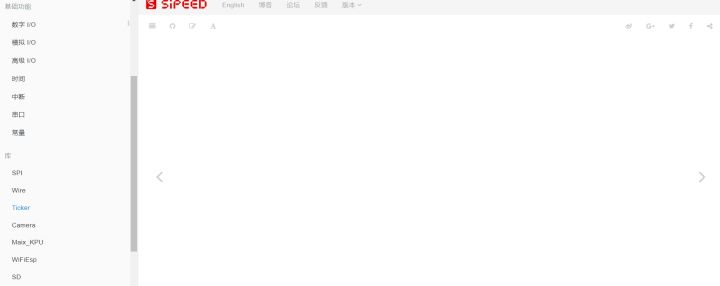 基础功能
数字 I/O
模拟 I/O
高级 I/O
时间
中断
串口
常量
库
SPI
Wire
Ticker
Camera
Maix_KPU
WiFiEsp
SD
SiPEED English 博客 论坛 反馈 版本
A
G+